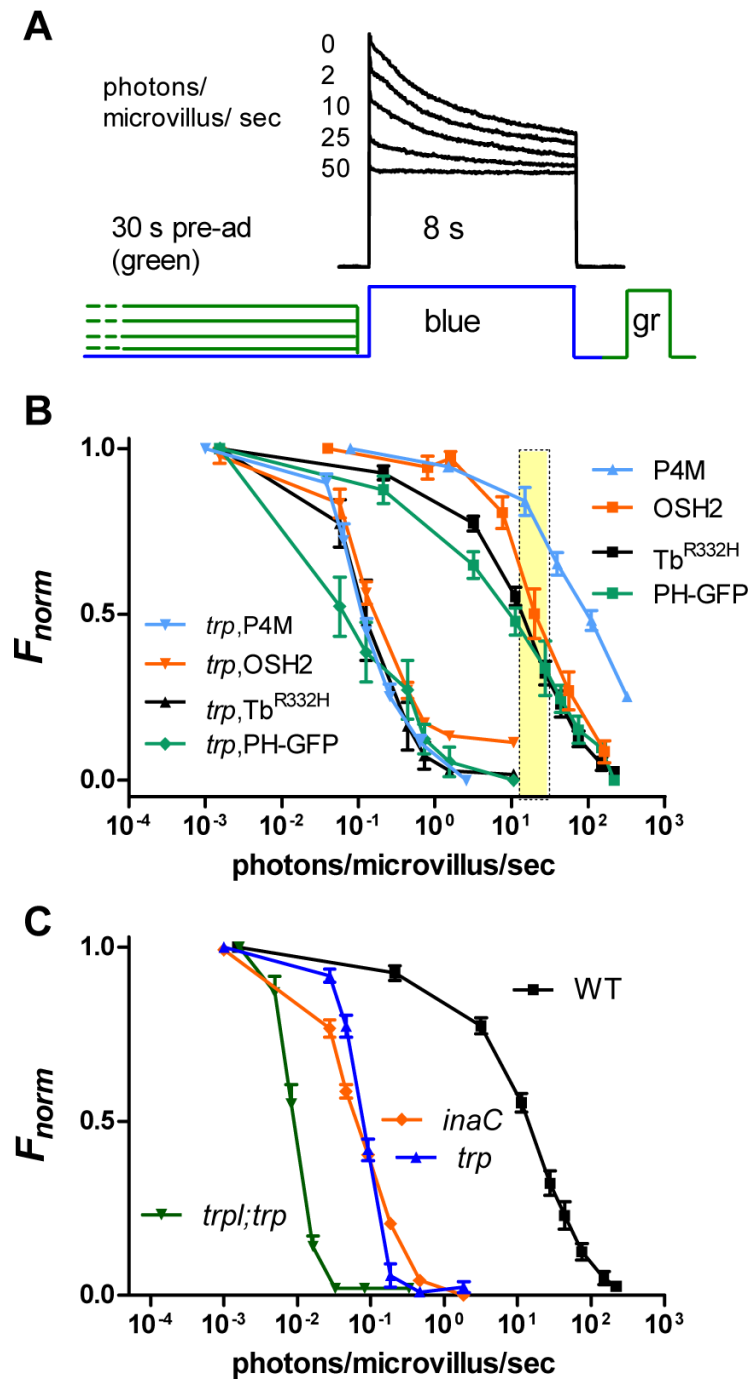 A
photons/
microvillus/ sec
0
2
10
25
50
30 s pre-ad
(green)
8 s
blue
gr
B
F_norm
1.0
0.5
0.0
P4M
OSH2
Tb^R332H
PH-GFP
trp,P4M
trp,OSH2
trp,Tb^R332H
trp,PH-GFP
10^-4 10^-3 10^-2 10^-1 10^0 10^1 10^2 10^3
photons/microvillus/sec
C
F_norm
1.0
0.5
0.0
WT
inaC
trp
trpl;trp
10^-4 10^-3 10^-2 10^-1 10^0 10^1 10^2 10^3
photons/microvillus/sec